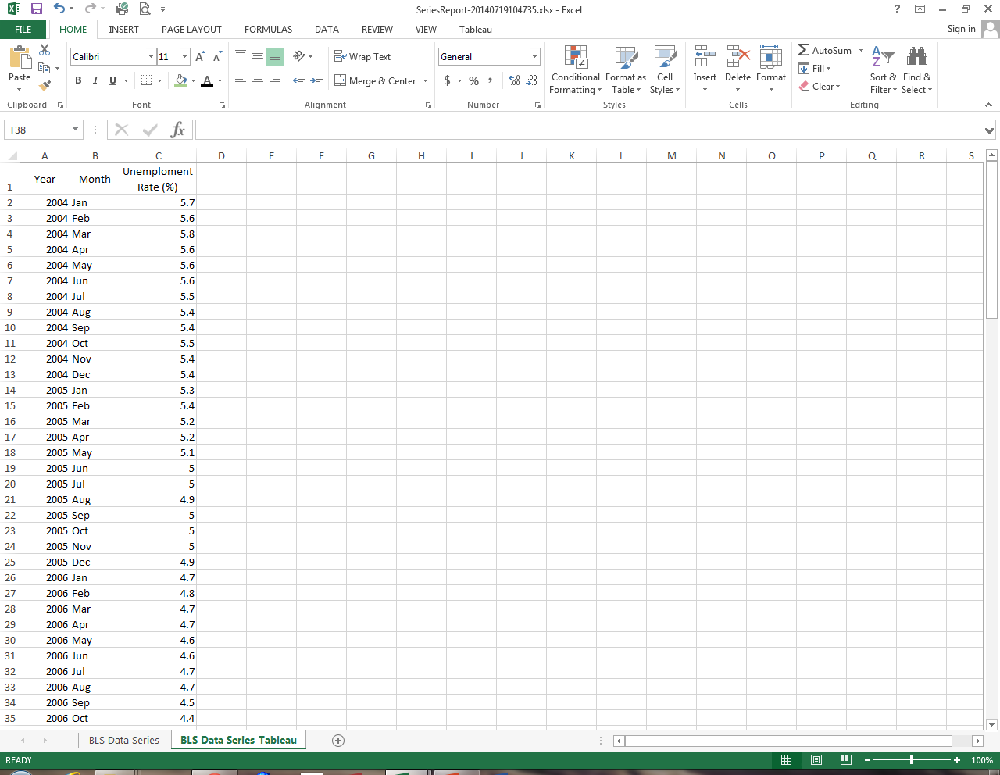 SeriesReport-20140719104735.xlsx - Excel
FILE HOME INSERT PAGE LAYOUT FORMULAS DATA REVIEW VIEW Tableau Sign in
Paste
Calibri 11
B I U A
Wrap Text
Merge & Center
General
$ % ,
Conditional Formatting
Format as Table
Cell Styles
Insert Delete Format
AutoSum
Fill
Clear
Sort & Filter
Find & Select
Clipboard Font Alignment Number Styles Cells Editing
T38 fx
A B C D E F G H I J K L M N O P Q R S
1 Year Month Unemploment Rate (%)
2 2004 Jan 5.7
3 2004 Feb 5.6
4 2004 Mar 5.8
5 2004 Apr 5.6
6 2004 May 5.6
7 2004 Jun 5.6
8 2004 Jul 5.5
9 2004 Aug 5.4
10 2004 Sep 5.4
11 2004 Oct 5.5
12 2004 Nov 5.4
13 2004 Dec 5.4
14 2005 Jan 5.3
15 2005 Feb 5.4
16 2005 Mar 5.2
17 2005 Apr 5.2
18 2005 May 5.1
19 2005 Jun 5
20 2005 Jul 5
21 2005 Aug 4.9
22 2005 Sep 5
23 2005 Oct 5
24 2005 Nov 5
25 2005 Dec 4.9
26 2006 Jan 4.7
27 2006 Feb 4.8
28 2006 Mar 4.7
29 2006 Apr 4.7
30 2006 May 4.6
31 2006 Jun 4.6
32 2006 Jul 4.7
33 2006 Aug 4.7
34 2006 Sep 4.5
35 2006 Oct 4.4
BLS Data Series BLS Data Series-Tableau
READY 100%